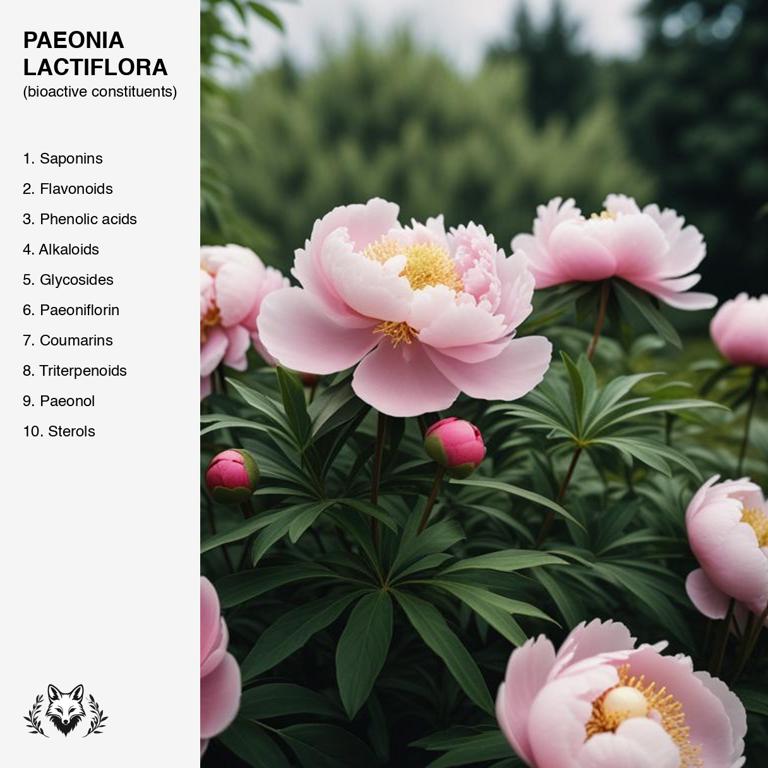 PAEONIA
LACTIFLORA
(bioactive constituents)
1. Saponins
2. Flavonoids
3. Phenolic acids
4. Alkaloids
5. Glycosides
6. Paeoniflorin
7. Coumarins
8. Triterpenoids
9. Paeonol
10. Sterols